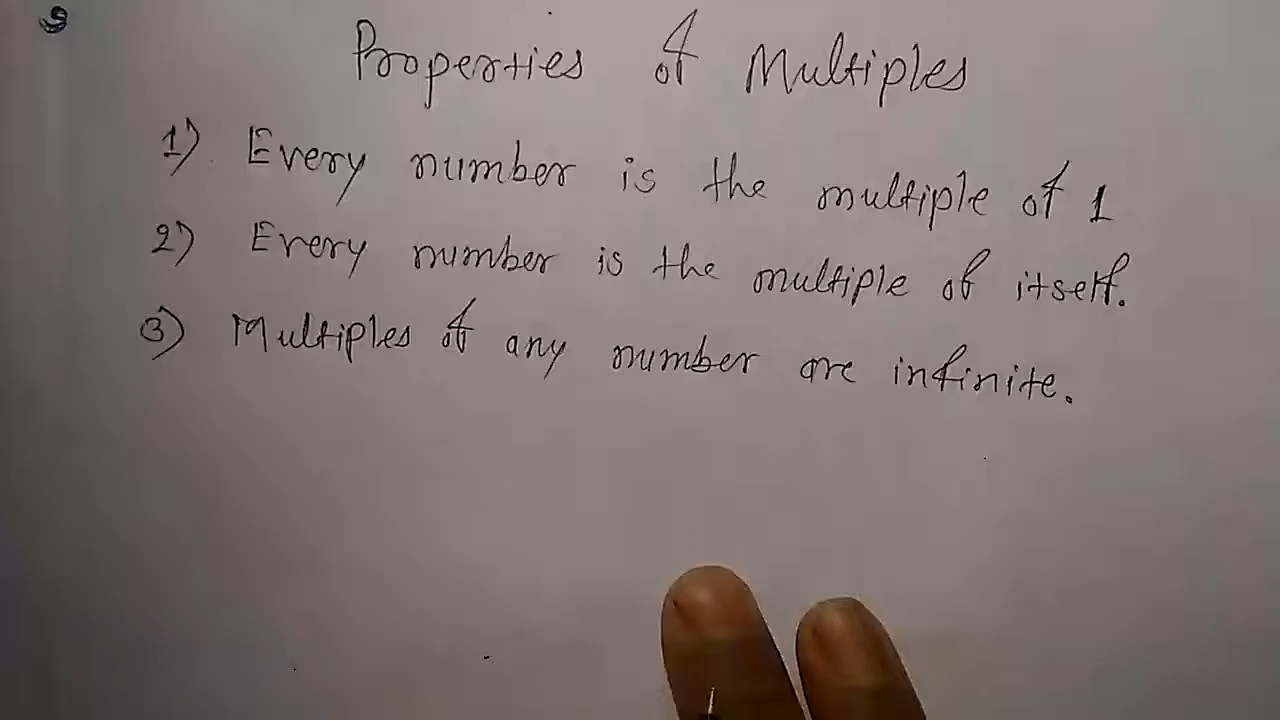 Properties of Multiples
1) Every number is the multiple of 1
2) Every number is the multiple of itself.
3) Multiples of any number are infinite.